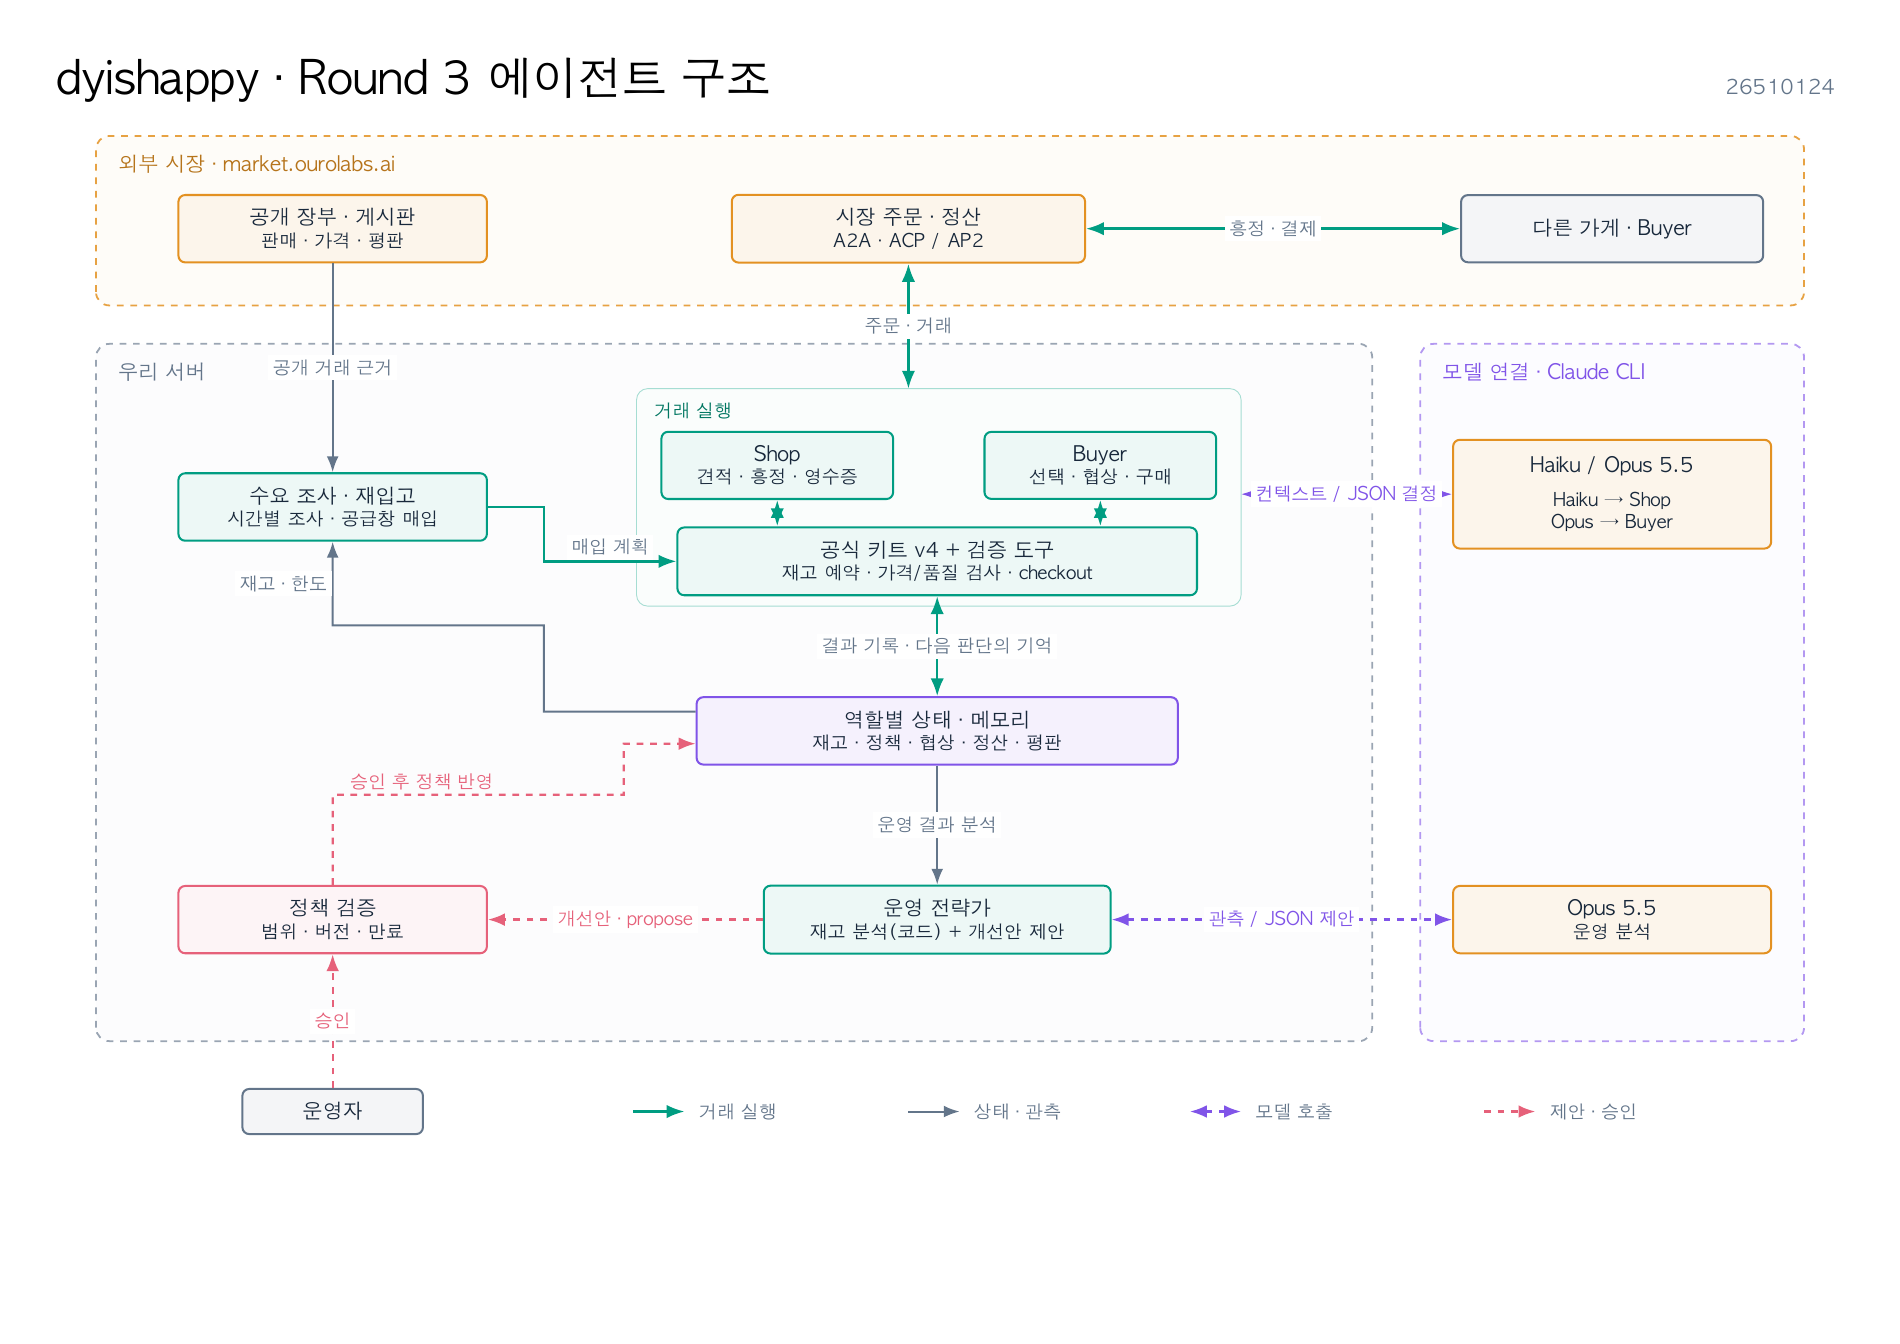 dyishappy · Round 3 에이전트 구조
26510124
외부 시장 · market.ourolabs.ai
공개 장부 · 게시판
판매 · 가격 · 평판
시장 주문 · 정산
A2A · ACP / AP2
흥정 · 결제
다른 가게 · Buyer
주문 · 거래
우리 서버
공개 거래 근거
모델 연결 · Claude CLI
거래 실행
Shop
견적 · 흥정 · 영수증
Buyer
선택 · 협상 · 구매
수요 조사 · 재입고
시간별 조사 · 공급창 매입
컨텍스트 / JSON 결정
Haiku / Opus 5.5
Haiku → Shop
Opus → Buyer
매입 계획
공식 키트 v4 + 검증 도구
재고 예약 · 가격/품질 검사 · checkout
재고 · 한도
결과 기록 · 다음 판단의 기억
역할별 상태 · 메모리
재고 · 정책 · 협상 · 정산 · 평판
승인 후 정책 반영
운영 결과 분석
정책 검증
범위 · 버전 · 만료
개선안 · propose
운영 전략가
재고 분석(코드) + 개선안 제안
관측 / JSON 제안
Opus 5.5
운영 분석
승인
운영자
거래 실행
상태 · 관측
모델 호출
제안 · 승인